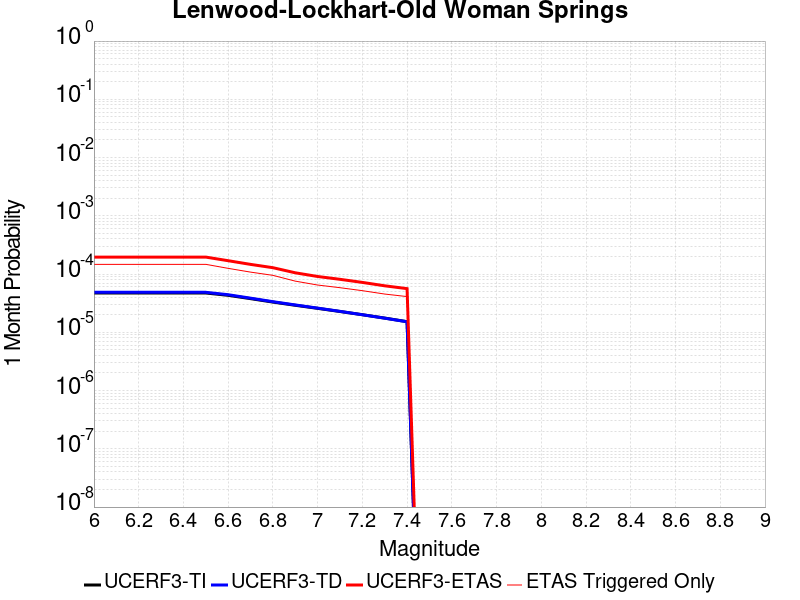 Lenwood-Lockhart-Old Woman Springs
1 Month Probability
10^0
10^-1
10^-2
10^-3
10^-4
10^-5
10^-6
10^-7
10^-8
6 6.2 6.4 6.6 6.8 7 7.2 7.4 7.6 7.8 8 8.2 8.4 8.6 8.8 9
Magnitude
UCERF3-TI UCERF3-TD UCERF3-ETAS ETAS Triggered Only